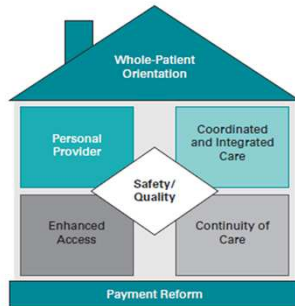 Whole-Patient
Orientation
Personal
Provider
Coordinated
and Integrated
Care
Safety/
Quality
Enhanced
Access
Continuity
of Care
Payment Reform